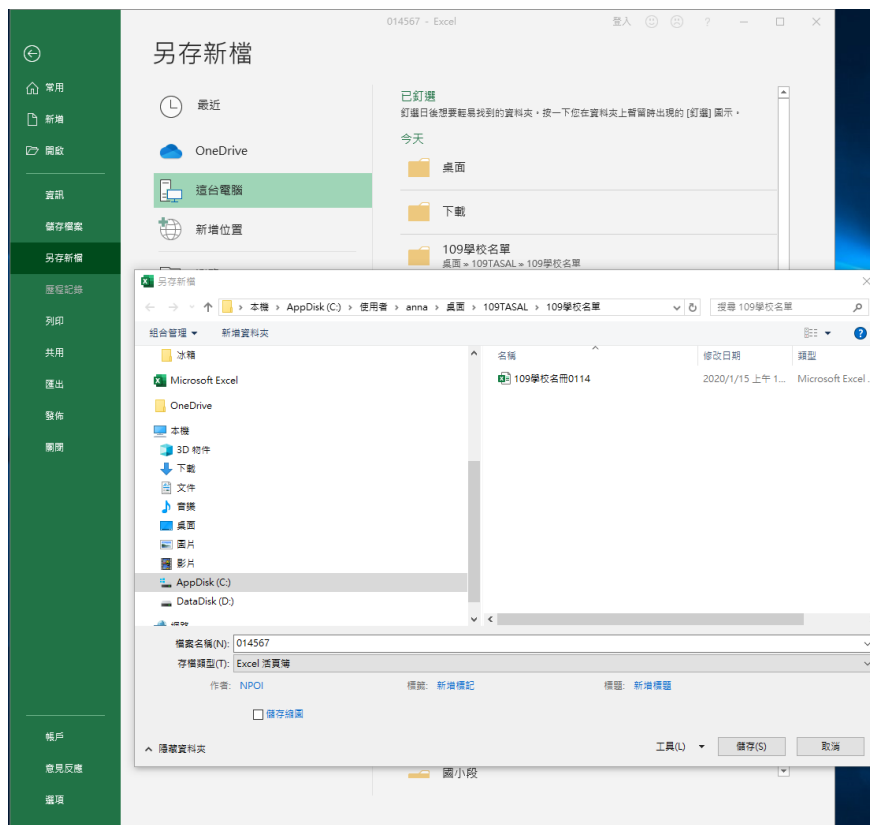 014567 - Excel
登入
?
另存新檔
常用
新增
開啟
資訊
儲存檔案
另存新檔
歷程記錄
列印
共用
匯出
發佈
關閉
帳戶
意見反應
選項
最近
OneDrive
這台電腦
新增位置
已釘選
釘選日後想要輕易找到的資料夾。按一下您在資料夾上暫留時出現的 [釘選] 圖示。
今天
桌面
下載
109學校名單
桌面 » 109TASAL » 109學校名單
另存新檔
本機 › AppDisk (C:) › 使用者 › anna › 桌面 › 109TASAL › 109學校名單
搜尋 109學校名單
組合管理
新增資料夾
冰箱
Microsoft Excel
OneDrive
本機
3D 物件
下載
文件
音樂
桌面
圖片
影片
AppDisk (C:)
DataDisk (D:)
名稱
修改日期
類型
109學校名冊0114
2020/1/15 上午 1...
Microsoft Excel
檔案名稱(N): 014567
存檔類型(T): Excel 活頁簿
作者: NPOI
標籤: 新增標記
標題: 新增標題
儲存縮圖
隱藏資料夾
工具(L)
儲存(S)
取消
國小段